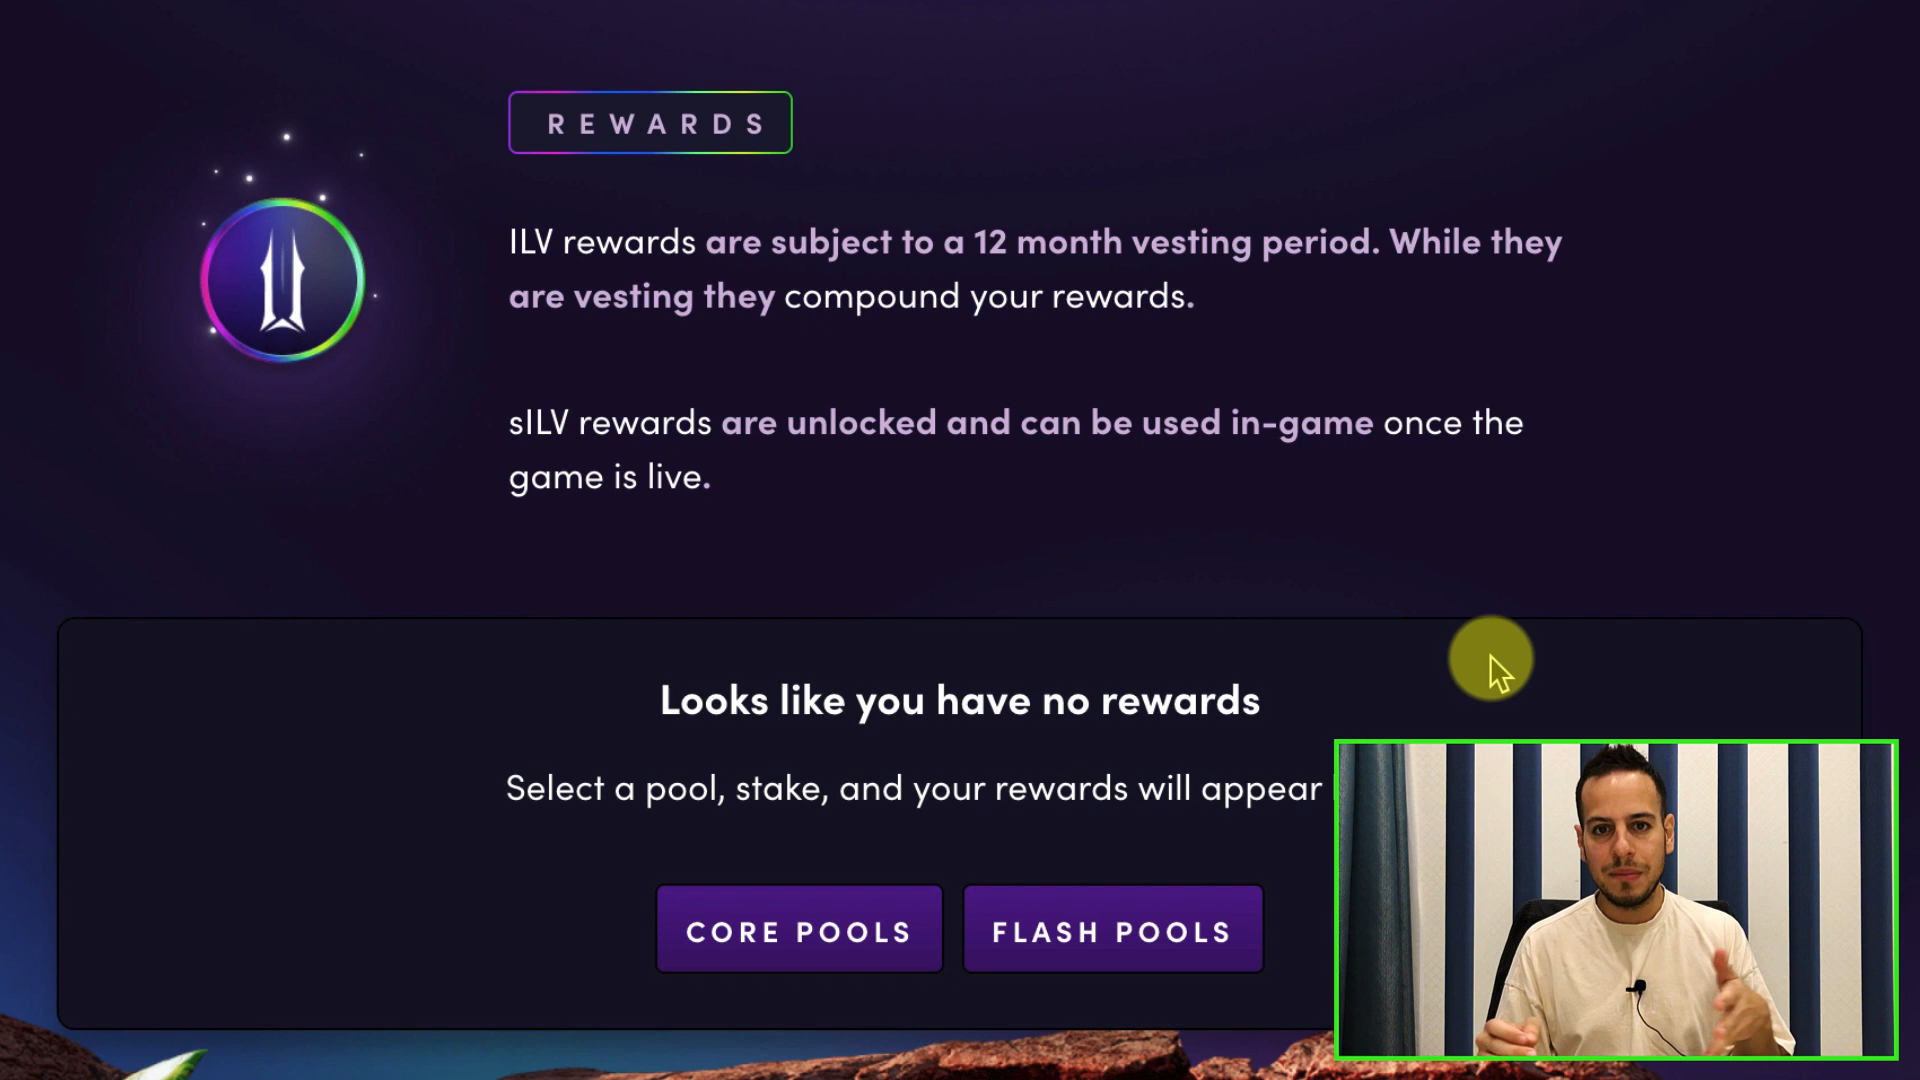 REWARDS
ILV rewards are subject to a 12 month vesting period. While they
are vesting they compound your rewards.
sILV rewards are unlocked and can be used in-game once the
game is live.
Looks like you have no rewards
Select a pool, stake, and your rewards will appear
CORE POOLS
FLASH POOLS